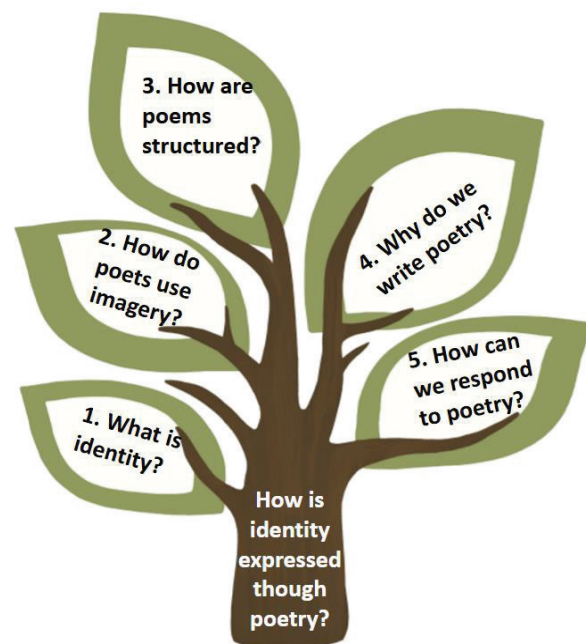 3. How are
poems
structured?
2. How do
poets use
imagery?
4. Why do we
write poetry?
1. What is
identity?
5. How can
we respond
to poetry?
How is
identity
expressed
though
poetry?